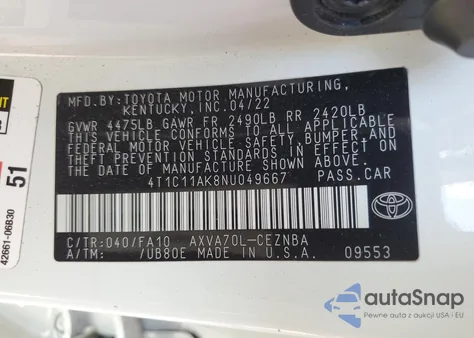 MFD.BY:TOYOTA MOTOR MANUFACTURING,
KENTUCKY,INC.04/22
GVWR 4475LB GAWR FR 2490LB RR 2420LB
THIS VEHICLE CONFORMS TO ALL APPLICABLE
FEDERAL MOTOR VEHICLE SAFETY,BUMPER,AND
THEFT PREVENTION STANDARDS IN EFFECT ON
THE DATE OF MANUFACTURE SHOWN ABOVE.
4T1C11AK8NU049667 PASS.CAR
C/TR:040/FA10 AXVA70L-CEZNBA
A/TM: /UB80E MADE IN U.S.A. 09553
51
42661-06B30
autoSnap
Pewne auta z aukcji w USA